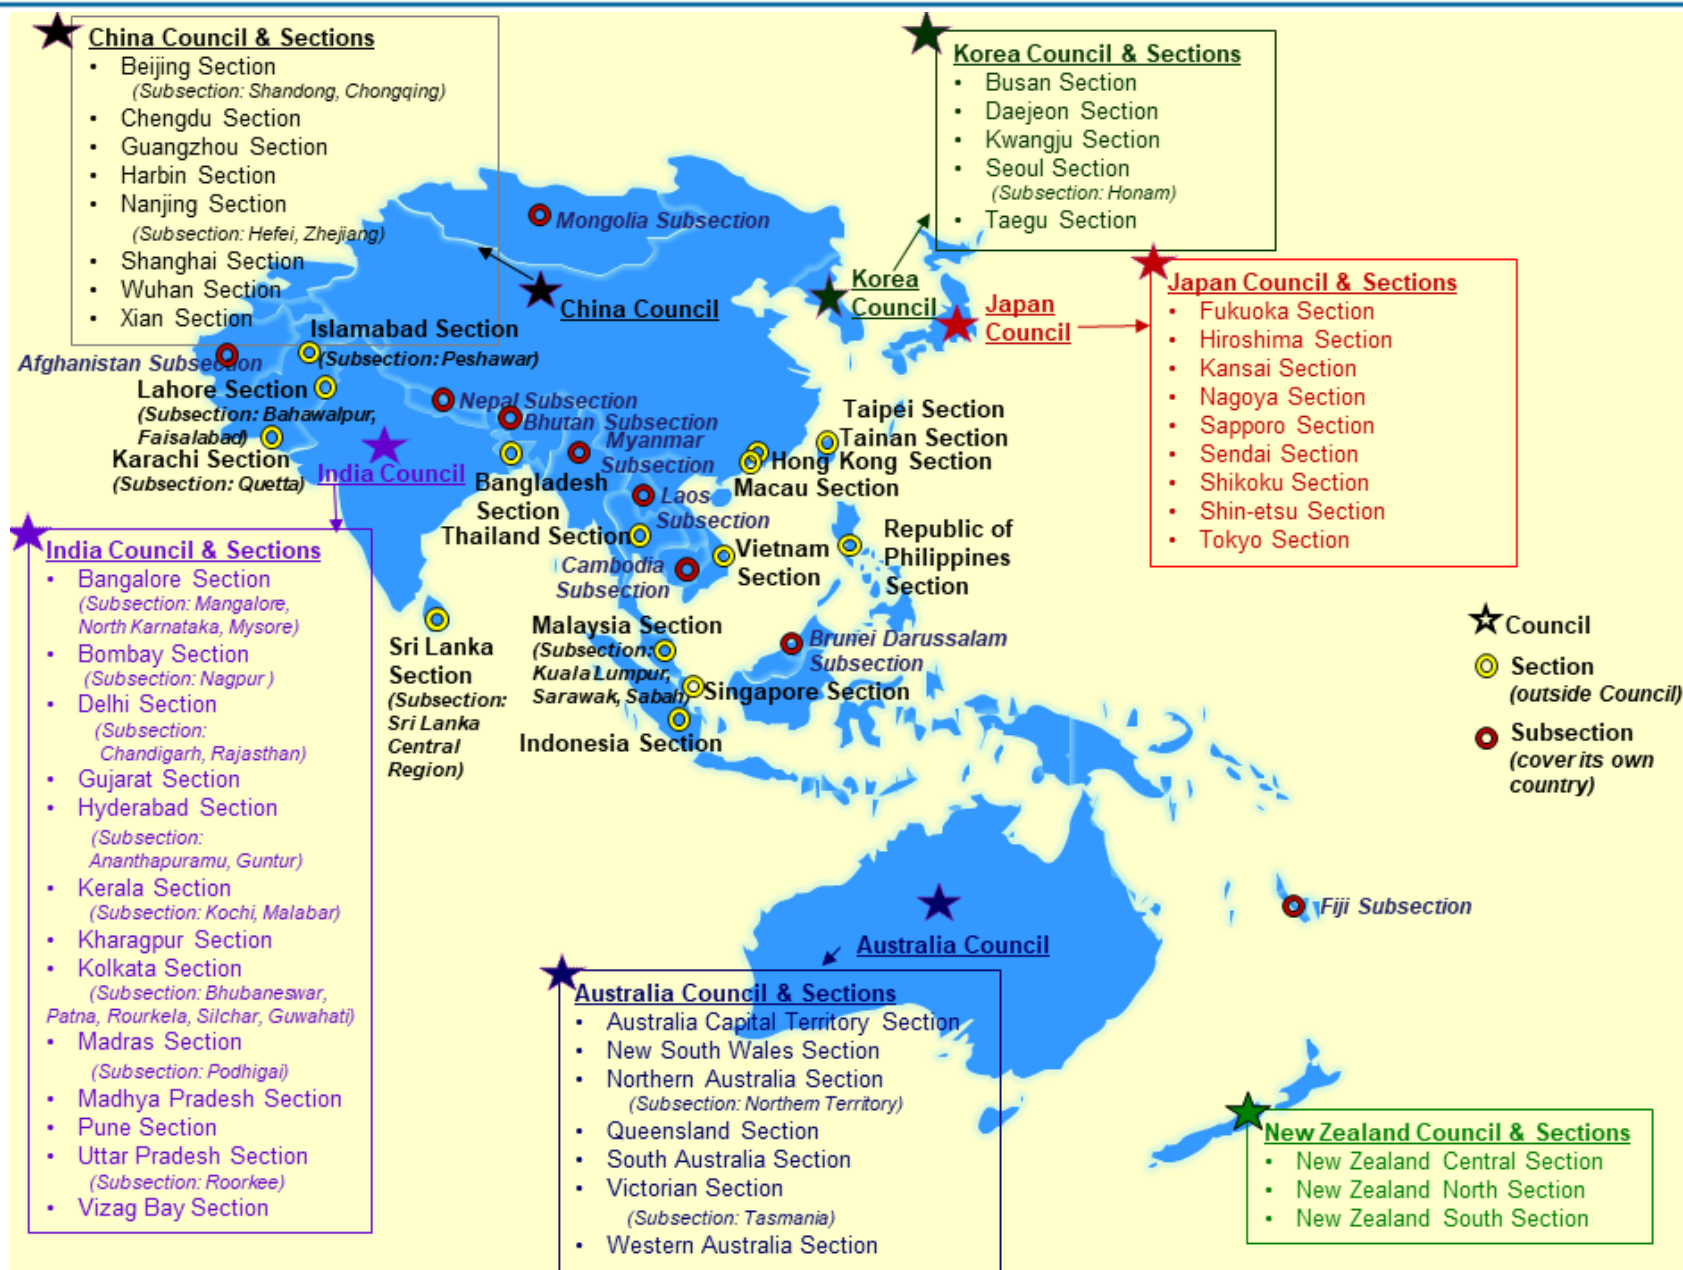 China Council & Sections
• Beijing Section
(Subsection: Shandong, Chongqing)
• Chengdu Section
• Guangzhou Section
• Harbin Section
• Nanjing Section
(Subsection: Hefei, Zhejiang)
• Shanghai Section
• Wuhan Section
• Xian Section
Korea Council & Sections
• Busan Section
• Daejeon Section
• Kwangju Section
• Seoul Section
(Subsection: Honam)
• Taegu Section
Japan Council & Sections
• Fukuoka Section
• Hiroshima Section
• Kansai Section
• Nagoya Section
• Sapporo Section
• Sendai Section
• Shikoku Section
• Shin-etsu Section
• Tokyo Section
Mongolia Subsection
China Council
Korea
Council
Japan
Council
Islamabad Section
(Subsection: Peshawar)
Afghanistan Subsection
Lahore Section
(Subsection: Bahawalpur,
Faisalabad)
Karachi Section
(Subsection: Quetta)
India Council
Nepal Subsection
Bhutan Subsection
Myanmar
Subsection
Bangladesh
Section
Laos
Subsection
Thailand Section
Cambodia
Subsection
Vietnam
Section
Taipei Section
Tainan Section
Hong Kong Section
Macau Section
Republic of
Philippines
Section
Sri Lanka
Section
(Subsection:
Sri Lanka
Central
Region)
Malaysia Section
(Subsection:
Kuala Lumpur,
Sarawak, Sabah)
Brunei Darussalam
Subsection
Singapore Section
Indonesia Section
Council
Section
(outside Council)
Subsection
(cover its own
country)
India Council & Sections
• Bangalore Section
(Subsection: Mangalore,
North Karnataka, Mysore)
• Bombay Section
(Subsection: Nagpur )
• Delhi Section
(Subsection:
Chandigarh, Rajasthan)
• Gujarat Section
• Hyderabad Section
(Subsection:
Ananthapuramu, Guntur)
• Kerala Section
(Subsection: Kochi, Malabar)
• Kharagpur Section
• Kolkata Section
(Subsection: Bhubaneswar,
Patna, Rourkela, Silchar, Guwahati)
• Madras Section
(Subsection: Podhigai)
• Madhya Pradesh Section
• Pune Section
• Uttar Pradesh Section
(Subsection: Roorkee)
• Vizag Bay Section
Fiji Subsection
Australia Council
Australia Council & Sections
• Australia Capital Territory Section
• New South Wales Section
• Northern Australia Section
(Subsection: Northern Territory)
• Queensland Section
• South Australia Section
• Victorian Section
(Subsection: Tasmania)
• Western Australia Section
New Zealand Council & Sections
• New Zealand Central Section
• New Zealand North Section
• New Zealand South Section